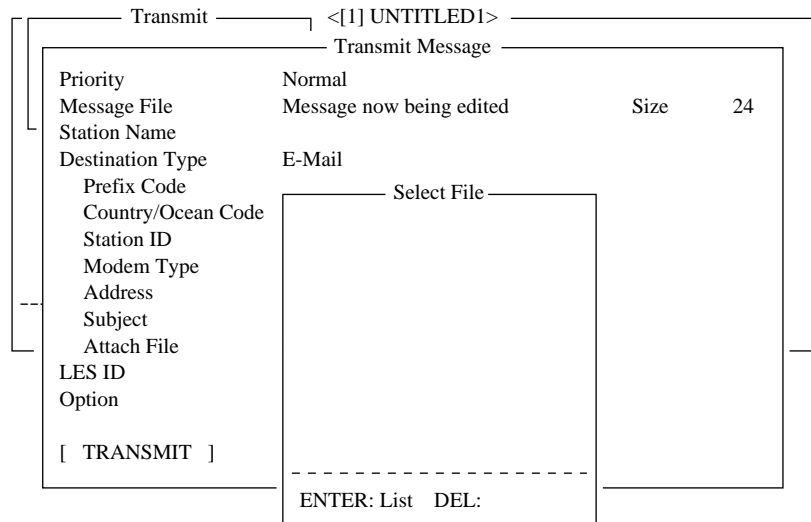 Transmit <[1] UNTITLED1>
Transmit Message
Priority Normal
Message File Message now being edited Size 24
Station Name
Destination Type E-Mail
Prefix Code
Select File
Country/Ocean Code
Station ID
Modem Type
Address
Subject
Attach File
LES ID
Option
[ TRANSMIT ]
ENTER: List DEL: